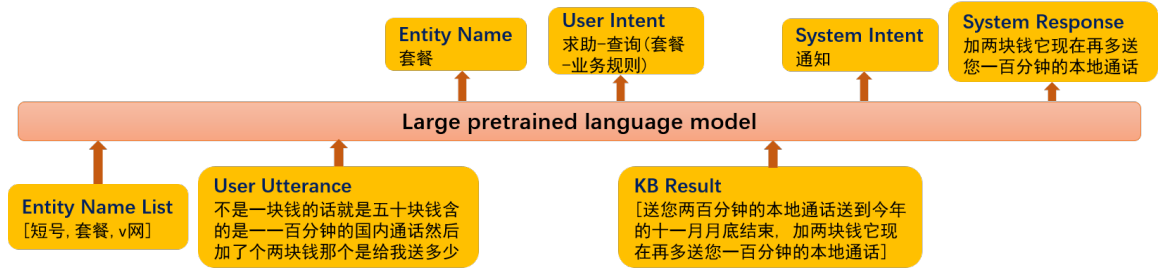 Entity Name
套餐
User Intent
求助-查询(套餐
-业务规则)
System Intent
通知
System Response
加两块钱它现在再多送
您一百分钟的本地通话
Large pretrained language model
Entity Name List
[短号,套餐,v网]
User Utterance
不是一块钱的话就是五十块钱含
的是一一百分钟的国内通话然后
加了个两块钱那个是给我送多少
KB Result
[送您两百分钟的本地通话送到今年
的十一月月底结束, 加两块钱它现
在再多送您一百分钟的本地通话]